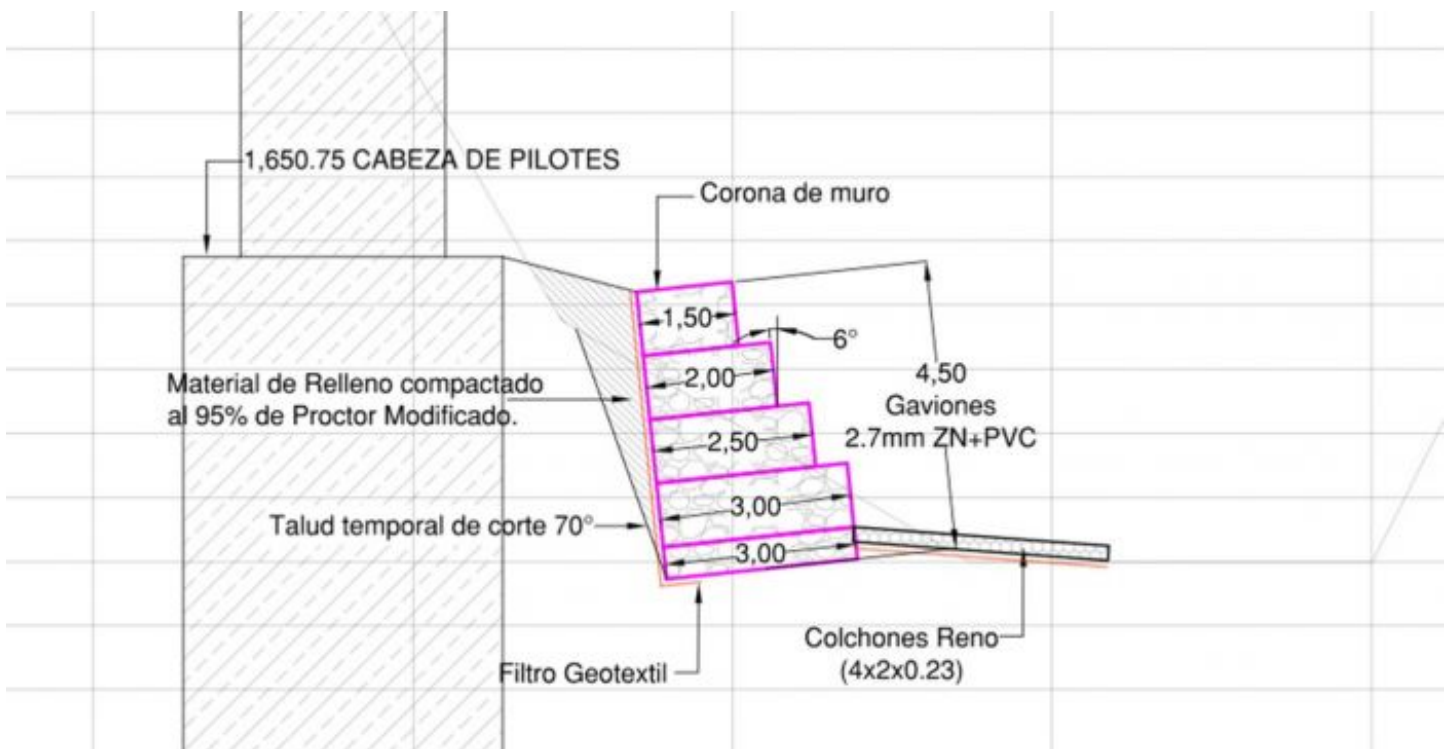 1,650.75 CABEZA DE PILOTES
Corona de muro
1,50
6°
2,00
4,50
Gaviones
2.7mm ZN+PVC
Material de Relleno compactado
al 95% de Proctor Modificado.
2,50
3,00
Talud temporal de corte 70°
3,00
Colchones Reno
(4x2x0.23)
Filtro Geotextil